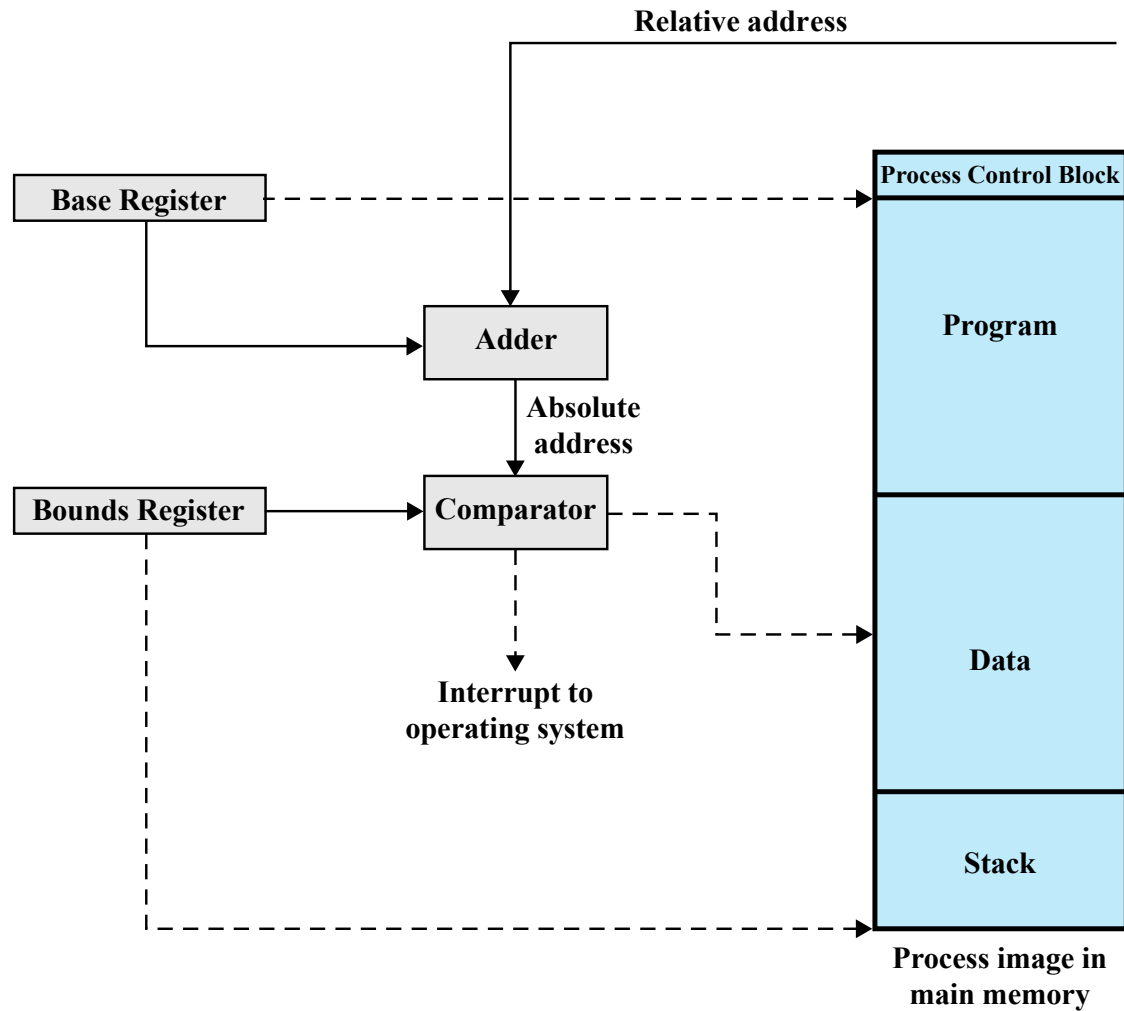 Relative address
Process Control Block
Base Register
Program
Adder
Absolute
address
Bounds Register
Comparator
Data
Interrupt to
operating system
Stack
Process image in
main memory